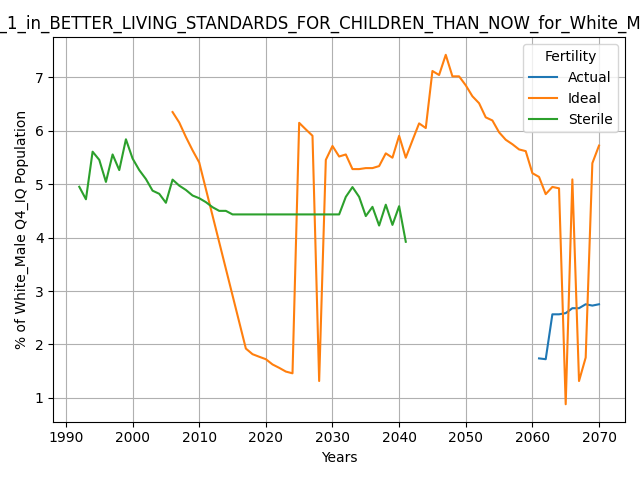 _1_in_BETTER_LIVING_STANDARDS_FOR_CHILDREN_THAN_NOW_for_White_M
Fertility
Actual
Ideal
Sterile
% of White_Male Q4_IQ Population
7
6
5
4
3
2
1
1990 2000 2010 2020 2030 2040 2050 2060 2070
Years